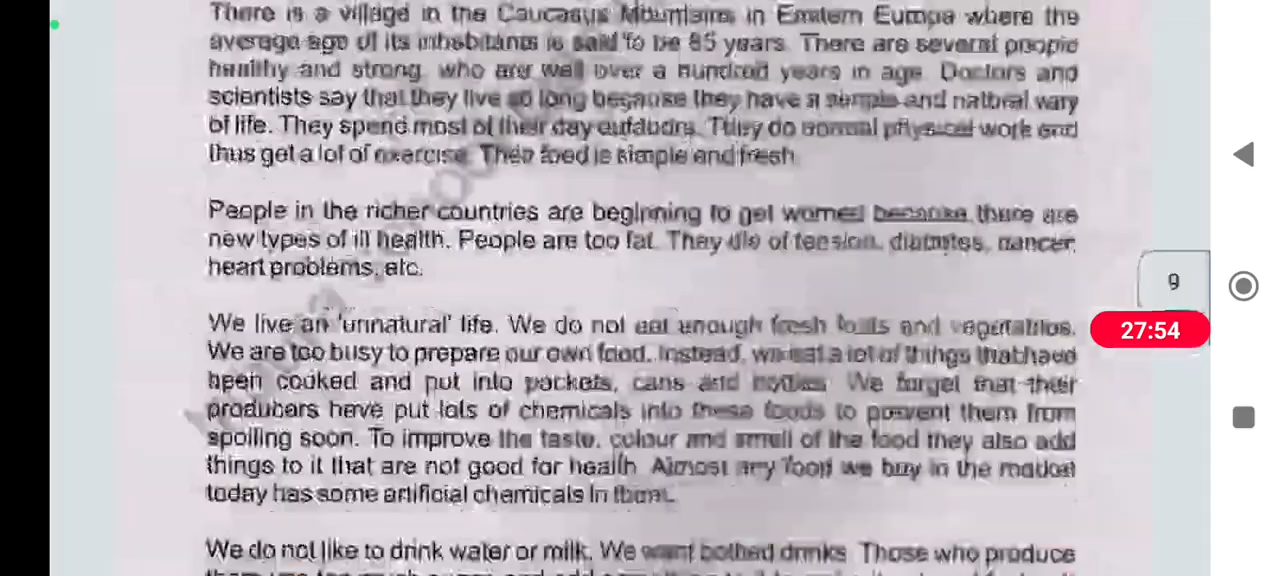 There is a village in the Caucasus Mountains in Eastern Europe where the
average age of its inhabitants is said to be 85 years. There are several people
healthy and strong, who are well over a hundred years in age. Doctors and
scientists say that they live so long because they have a simple and natural way
of life. They spend most of their day outdoors. They do normal physical work and
thus get a lot of exercise. Their food is simple and fresh.
People in the richer countries are beginning to get worried because there are
new types of ill health. People are too fat. They die of tension, diabetes, cancer,
heart problems, etc.
We live an 'unnatural' life. We do not eat enough fresh fruits and vegetables.
We are too busy to prepare our own food. Instead, we eat a lot of things that have
been cooked and put into packets, cans and bottles. We forget that their
producers have put lots of chemicals into these foods to prevent them from
spoiling soon. To improve the taste, colour and smell of the food they also add
things to it that are not good for health. Almost any food we buy in the market
today has some artificial chemicals in them.
We do not like to drink water or milk. We want bottled drinks. Those who produce
9
27:54